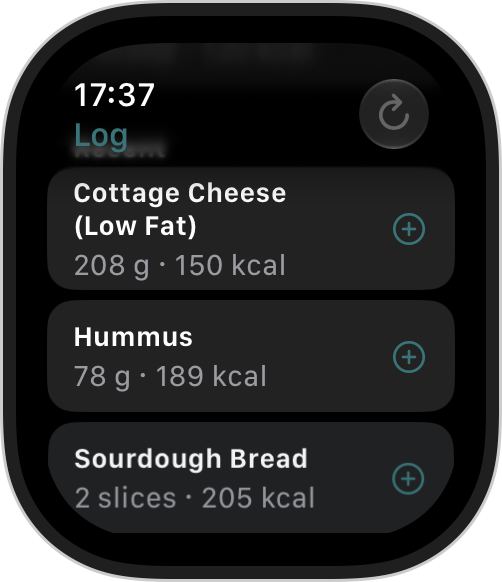 17:37
Log
Recent
Cottage Cheese
(Low Fat)
208 g · 150 kcal
Hummus
78 g · 189 kcal
Sourdough Bread
2 slices · 205 kcal